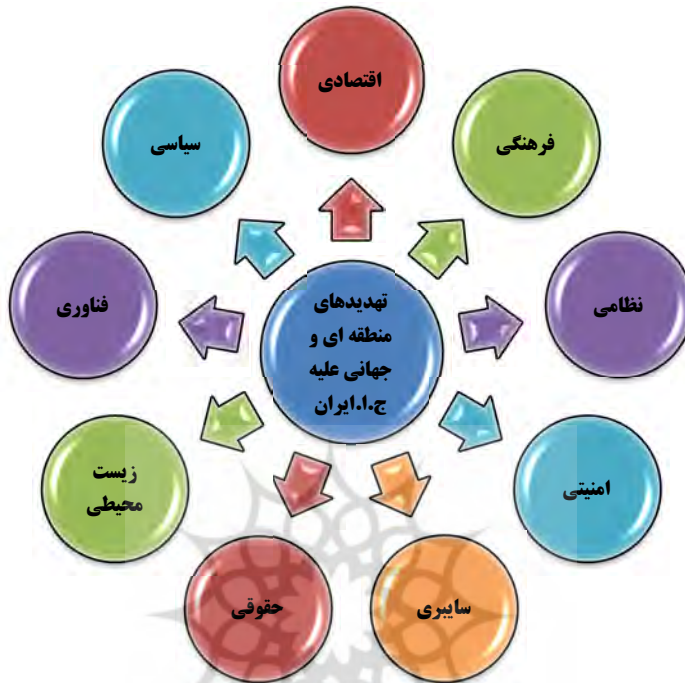 اقتصادی
فرهنگی
نظامی
امنیتی
سایبری
حقوقی
زیست
محیطی
فناوری
سیاسی
تهدیدهای
منطقه ای و
جهانی علیه
ج.ا.ایران